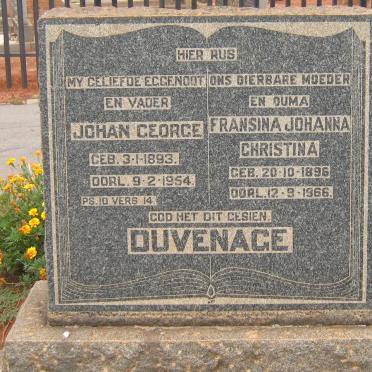 HIER RUS
MY GELIEFDE EGGENOOT
EN VADER
JOHAN GEORGE
GEB. 3-1-1893.
OORL. 9-2-1954.
PS. 10 VERS 14.
ONS DIERBARE MOEDER
EN OUMA
FRANSINA JOHANNA
CHRISTINA
GEB. 20-10-1896
OORL. 12-9-1966.
GOD HET DIT GESIEN.
DUVENAGE